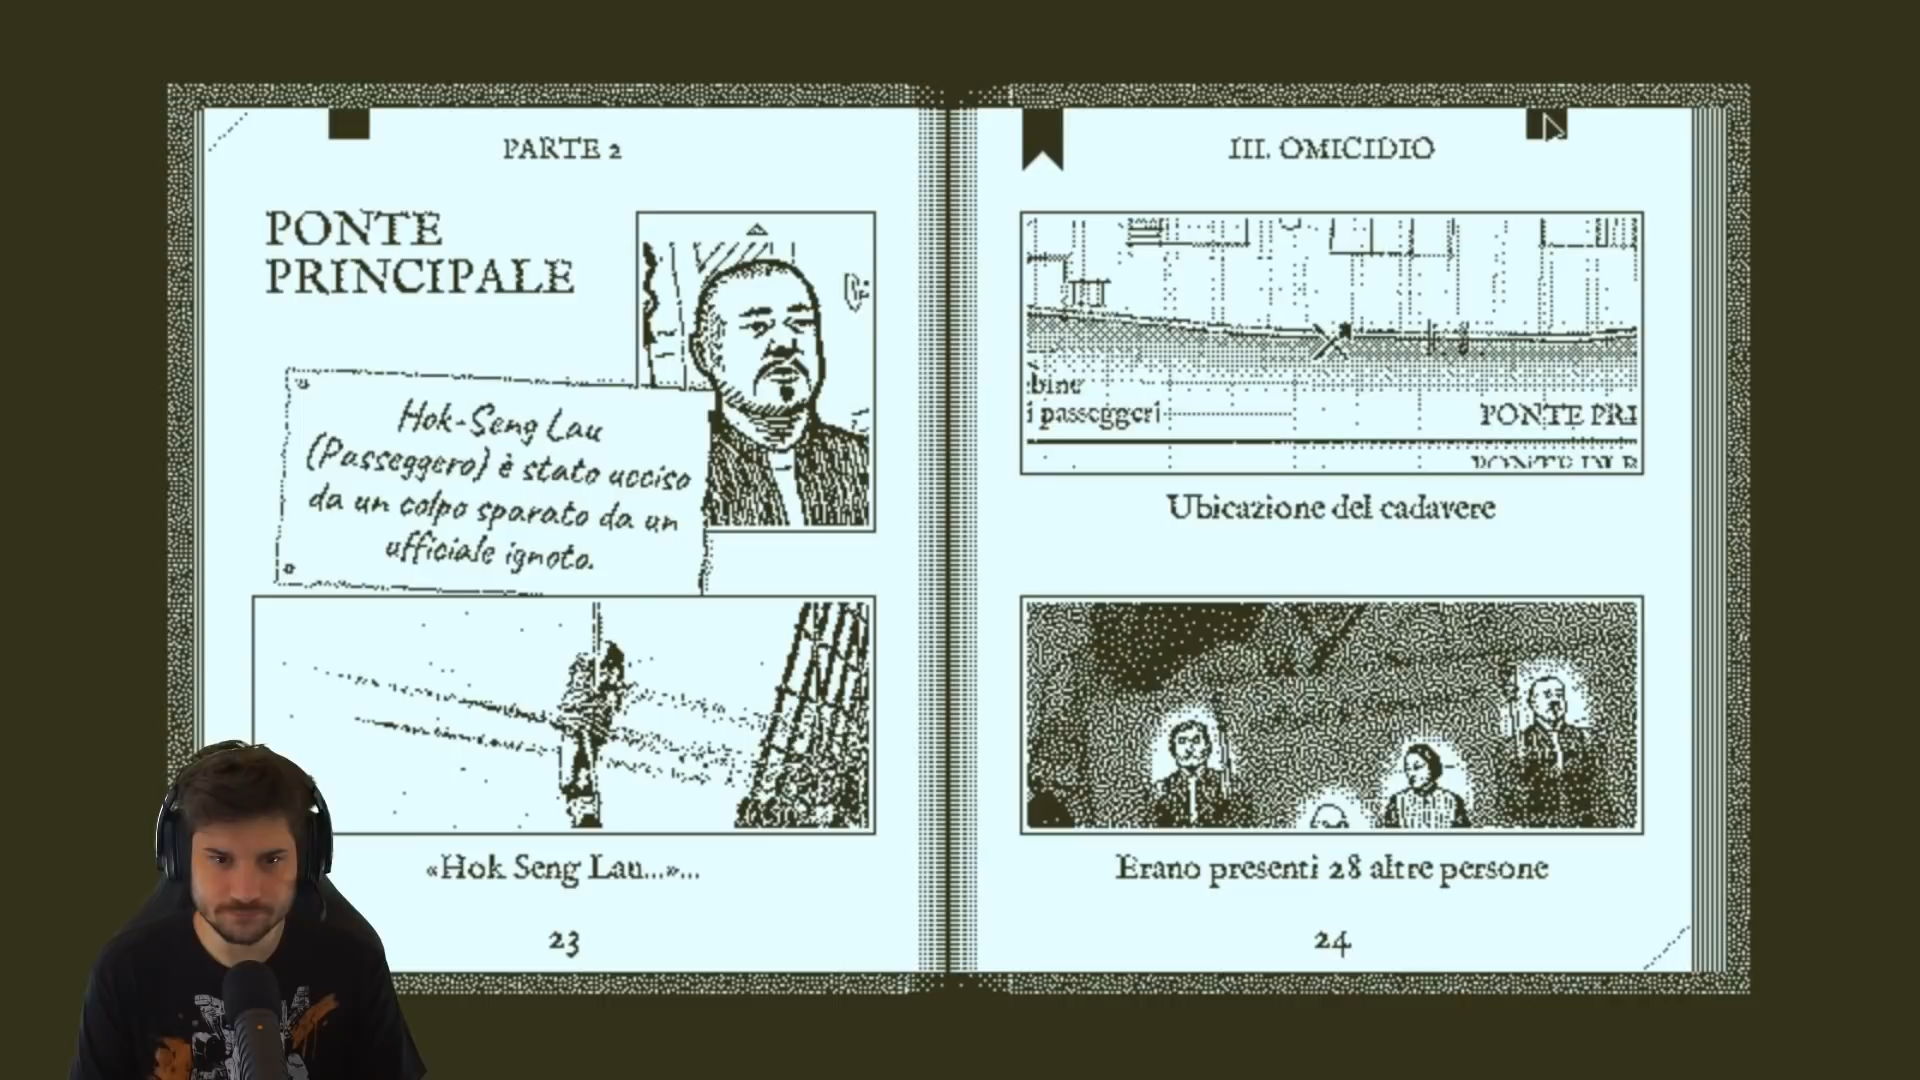 PARTE 2
PONTE
PRINCIPALE
Hok-Seng Lau
(Passeggero) è stato ucciso
da un colpo sparato da un
ufficiale ignoto.
«Hok Seng Lau...»...
23
III. OMICIDIO
bine
i passeggeri
PONTE PRI
Ubicazione del cadavere
Erano presenti 28 altre persone
24